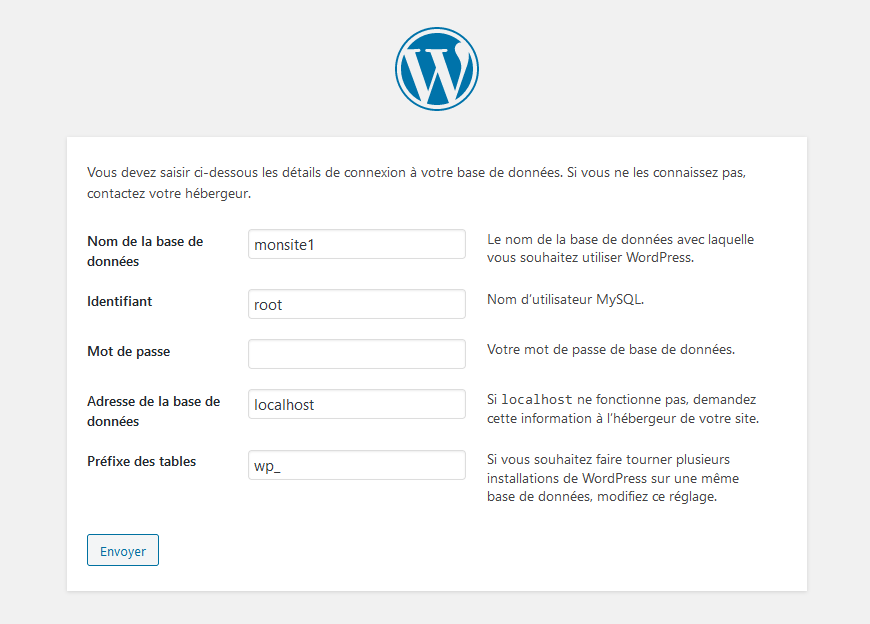 W
Vous devez saisir ci-dessous les détails de connexion à votre base de données. Si vous ne les connaissez pas,
contactez votre hébergeur.
Nom de la base de
données
monsite1
Le nom de la base de données avec laquelle
vous souhaitez utiliser WordPress.
Identifiant
root
Nom d’utilisateur MySQL.
Mot de passe
Votre mot de passe de base de données.
Adresse de la base de
données
localhost
Si localhost ne fonctionne pas, demandez
cette information à l’hébergeur de votre site.
Préfixe des tables
wp_
Si vous souhaitez faire tourner plusieurs
installations de WordPress sur une même
base de données, modifiez ce réglage.
Envoyer